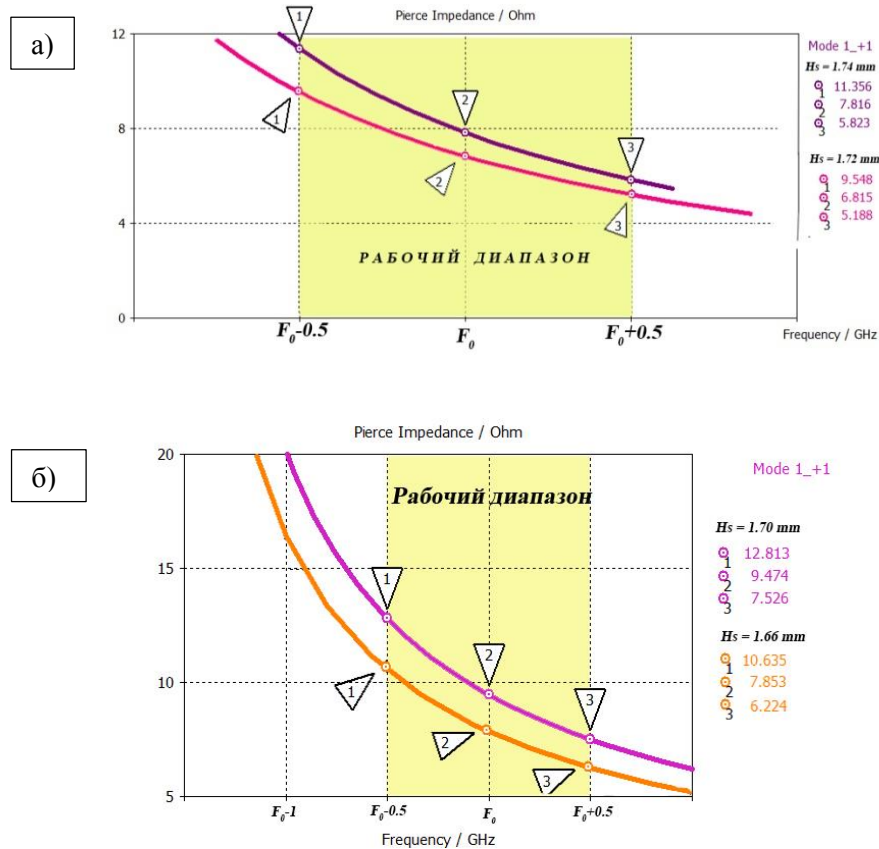 а)
Pierce Impedance / Ohm
12
8
4
0
1
2
3
1
2
3
РАБОЧИЙ ДИАПАЗОН
F₀-0.5
F₀
F₀+0.5
Frequency / GHz
Mode 1_+1
Hs = 1.74 mm
1 11.356
2 7.816
3 5.823
Hs = 1.72 mm
1 9.548
2 6.815
3 5.188
б)
Pierce Impedance / Ohm
20
15
10
5
Рабочий диапазон
1
2
3
1
2
3
F₀-1
F₀-0.5
F₀
F₀+0.5
Frequency / GHz
Mode 1_+1
Hs = 1.70 mm
1 12.813
2 9.474
3 7.526
Hs = 1.66 mm
1 10.635
2 7.853
3 6.224